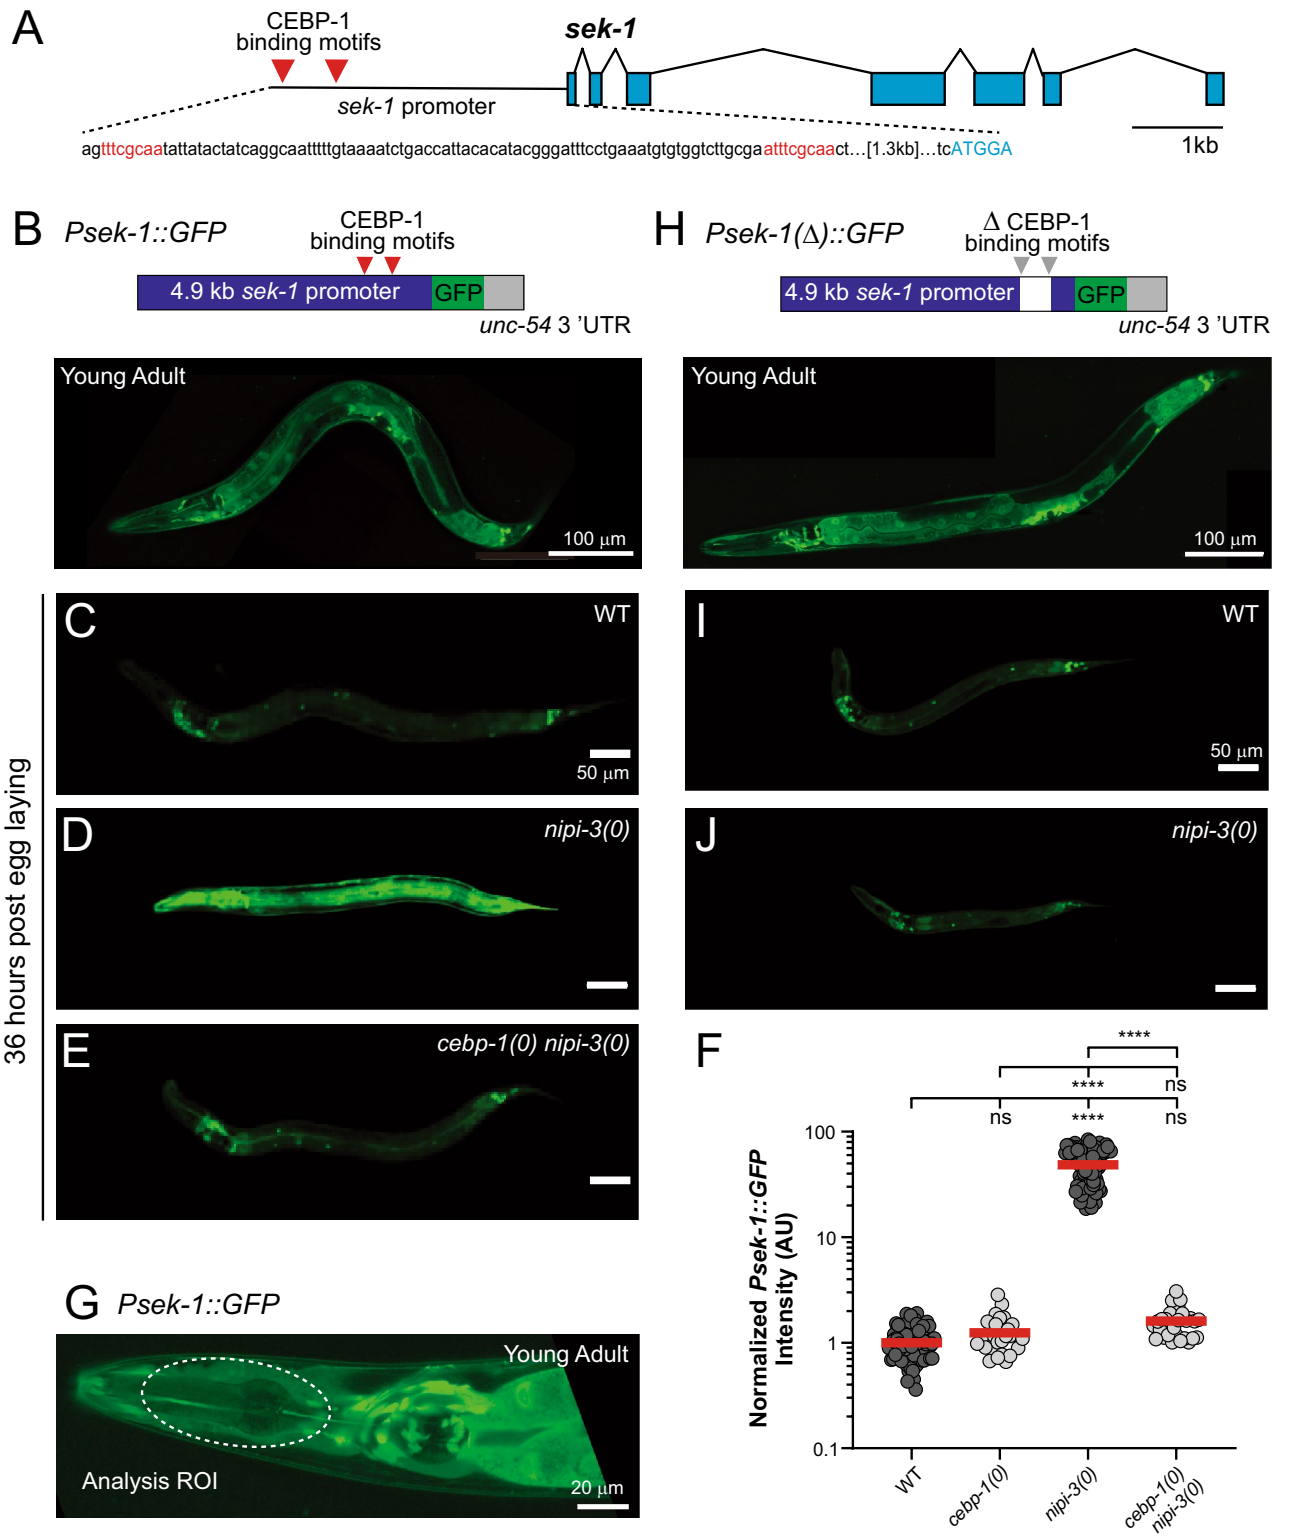 A
CEBP-1
binding motifs
sek-1
sek-1 promoter
agtttcgcaatattatactatcaggcaatttttgtaaaatctgaccattacacatacgggatttcctgaaatgtgtggtcttgcgaatttcgcaact...[1.3kb]...tcATGGA
1kb
B
Psek-1::GFP
CEBP-1
binding motifs
4.9 kb sek-1 promoter
GFP
unc-54 3 'UTR
Young Adult
100 μm
H
Psek-1(Δ)::GFP
Δ CEBP-1
binding motifs
4.9 kb sek-1 promoter
GFP
unc-54 3 'UTR
Young Adult
100 μm
36 hours post egg laying
C
WT
50 μm
D
nipi-3(0)
E
cebp-1(0) nipi-3(0)
I
WT
50 μm
J
nipi-3(0)
F
****
**** ns
ns **** ns
Normalized Psek-1::GFP
Intensity (AU)
100
10
1
0.1
WT
cebp-1(0)
nipi-3(0)
cebp-1(0)
nipi-3(0)
G
Psek-1::GFP
Young Adult
Analysis ROI
20 μm